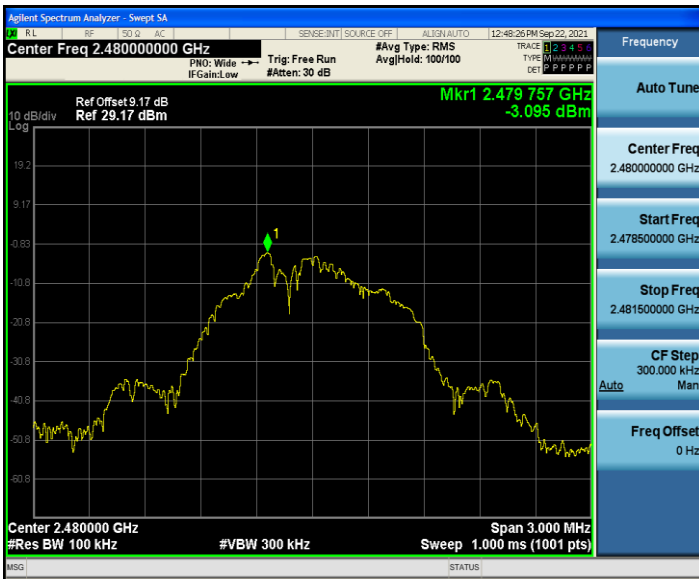 Agilent Spectrum Analyzer - Swept SA
RL RF 50 Ω AC SENSE:INT SOURCE OFF ALIGN AUTO 12:48:26 PM Sep 22, 2021
Center Freq 2.480000000 GHz
PNO: Wide
IFGain:Low
Trig: Free Run
#Atten: 30 dB
#Avg Type: RMS
Avg|Hold: 100/100
TRACE 1 2 3 4 5 6
TYPE M
DET P P P P P P
Mkr1 2.479 757 GHz
-3.095 dBm
Ref Offset 9.17 dB
10 dB/div Ref 29.17 dBm
Log
19.2
9.17
-0.83
-10.8
-20.8
-30.8
-40.8
-50.8
-60.8
1
Center 2.480000 GHz Span 3.000 MHz
#Res BW 100 kHz #VBW 300 kHz Sweep 1.000 ms (1001 pts)
MSG STATUS
Frequency
Auto Tune
Center Freq
2.480000000 GHz
Start Freq
2.478500000 GHz
Stop Freq
2.481500000 GHz
CF Step
300.000 kHz
Auto Man
Freq Offset
0 Hz